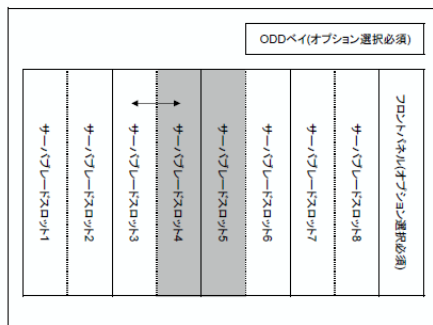 ODDベイ(オプション選択必須)
サーバブレードスロット1
サーバブレードスロット2
サーバブレードスロット3
サーバブレードスロット4
サーバブレードスロット5
サーバブレードスロット6
サーバブレードスロット7
サーバブレードスロット8
フロントパネル(オプション選択必須)